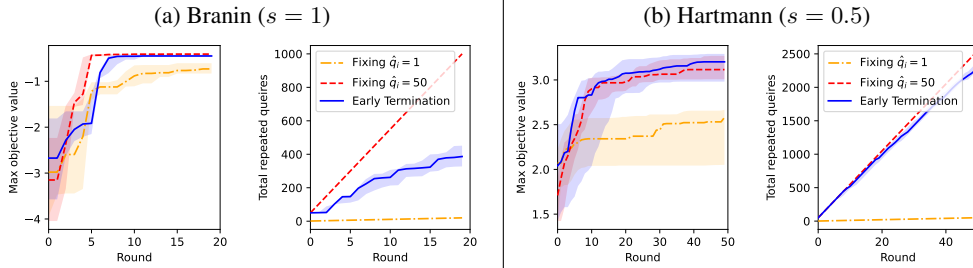 (a) Branin (s = 1)
(b) Hartmann (s = 0.5)
Max objective value
−1
−2
−3
−4
0
5
10
15
20
Round
Total repeated queires
1000
800
600
400
200
0
Fixing q̂ᵢ = 1
Fixing q̂ᵢ = 50
Early Termination
0
5
10
15
20
Round
Max objective value
3.0
2.5
2.0
1.5
0
10
20
30
40
50
Round
Total repeated queires
2500
2000
1500
1000
500
0
Fixing q̂ᵢ = 1
Fixing q̂ᵢ = 50
Early Termination
0
20
40
Round